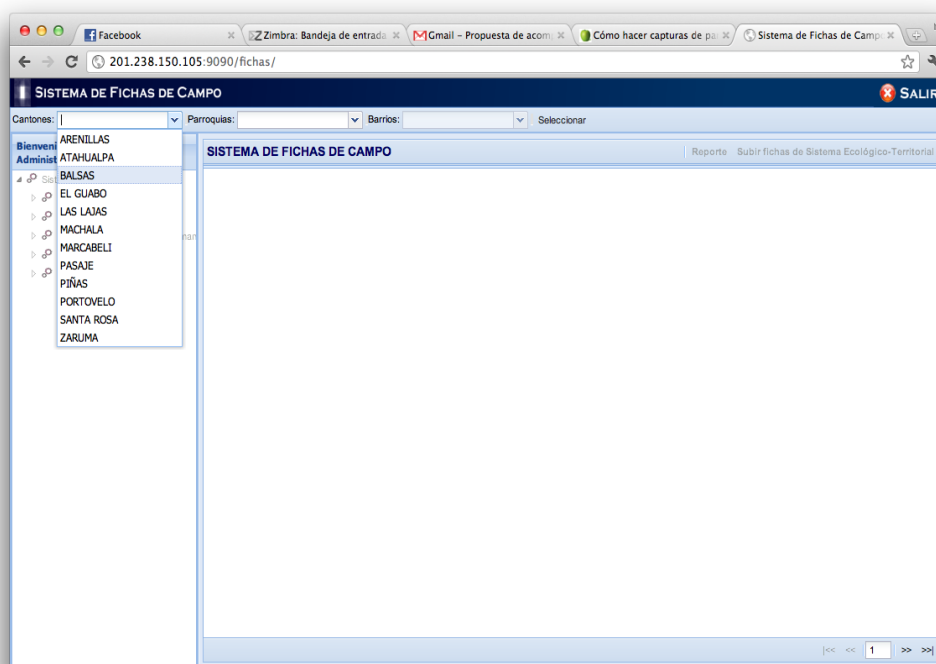 Facebook
Zimbra: Bandeja de entrada
Gmail – Propuesta de acom
Cómo hacer capturas de pa
Sistema de Fichas de Camp
201.238.150.105:9090/fichas/
SISTEMA DE FICHAS DE CAMPO
SALIR
Cantones:
Parroquias:
Barrios:
Seleccionar
Bienveni
Administ
ARENILLAS
ATAHUALPA
BALSAS
EL GUABO
LAS LAJAS
MACHALA
MARCABELI
PASAJE
PIÑAS
PORTOVELO
SANTA ROSA
ZARUMA
Sis
man
SISTEMA DE FICHAS DE CAMPO
Reporte
Subir fichas de Sistema Ecológico-Territorial
|<< << 1 >> >>|